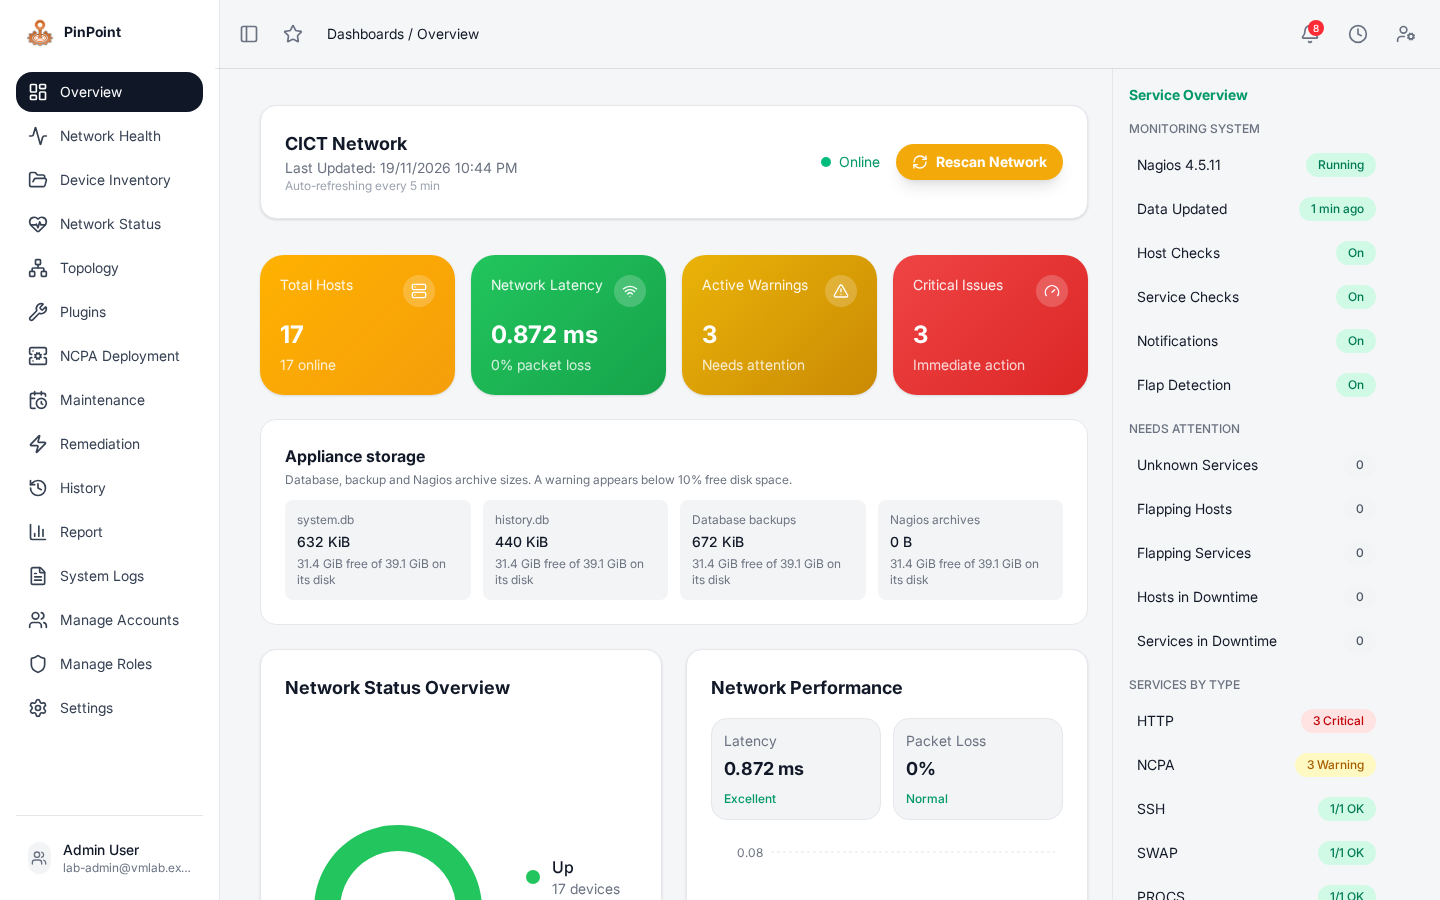 PinPoint
Overview
Network Health
Device Inventory
Network Status
Topology
Plugins
NCPA Deployment
Maintenance
Remediation
History
Report
System Logs
Manage Accounts
Manage Roles
Settings
Admin User
lab-admin@vmlab.ex...
Dashboards / Overview
8
CICT Network
Last Updated: 19/11/2026 10:44 PM
Auto-refreshing every 5 min
Online
Rescan Network
Total Hosts
17
17 online
Network Latency
0.872 ms
0% packet loss
Active Warnings
3
Needs attention
Critical Issues
3
Immediate action
Appliance storage
Database, backup and Nagios archive sizes. A warning appears below 10% free disk space.
system.db
632 KiB
31.4 GiB free of 39.1 GiB on
its disk
history.db
440 KiB
31.4 GiB free of 39.1 GiB on
its disk
Database backups
672 KiB
31.4 GiB free of 39.1 GiB on
its disk
Nagios archives
0 B
31.4 GiB free of 39.1 GiB on
its disk
Network Status Overview
Up
17 devices
Network Performance
Latency
0.872 ms
Excellent
Packet Loss
0%
Normal
0.08
Service Overview
MONITORING SYSTEM
Nagios 4.5.11 Running
Data Updated 1 min ago
Host Checks On
Service Checks On
Notifications On
Flap Detection On
NEEDS ATTENTION
Unknown Services 0
Flapping Hosts 0
Flapping Services 0
Hosts in Downtime 0
Services in Downtime 0
SERVICES BY TYPE
HTTP 3 Critical
NCPA 3 Warning
SSH 1/1 OK
SWAP 1/1 OK
PROCS 1/1 OK